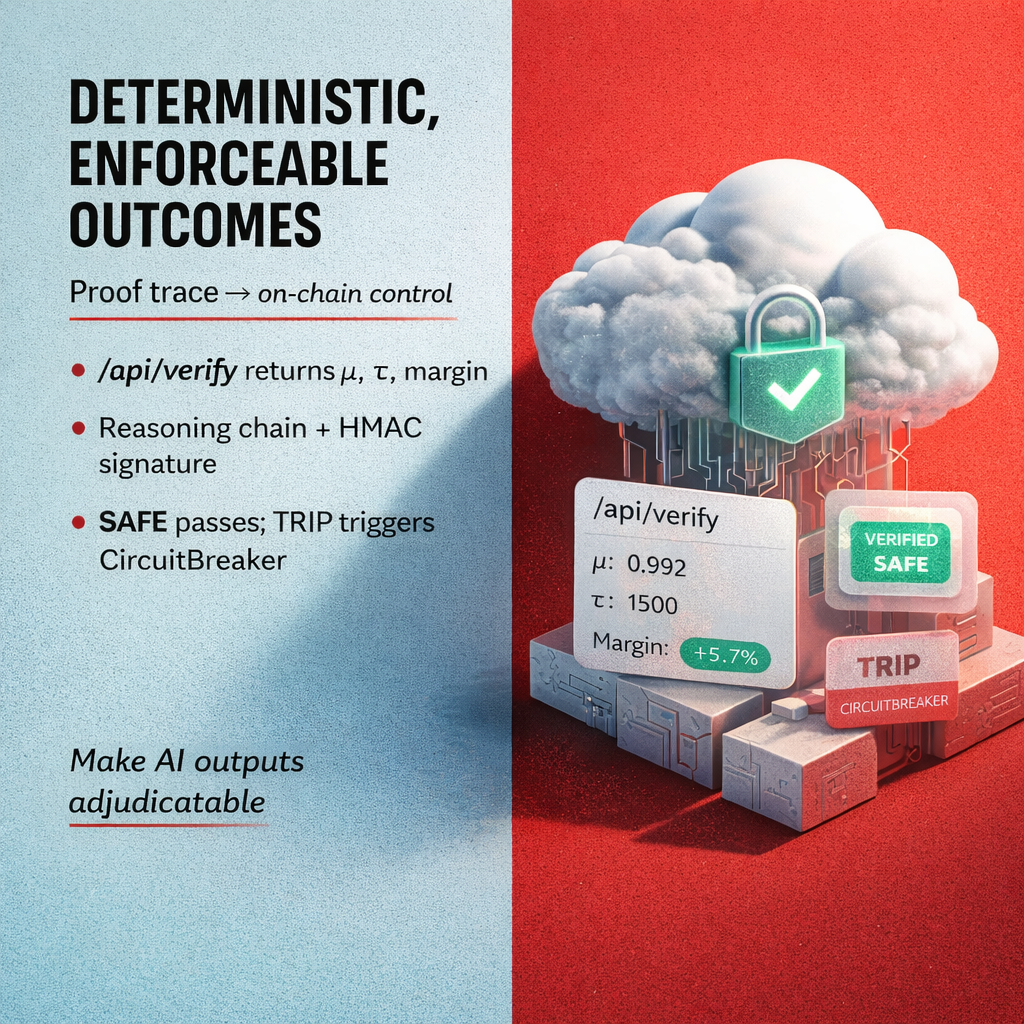 DETERMINISTIC,
ENFORCEABLE
OUTCOMES
Proof trace → on-chain control
• /api/verify returns μ, τ, margin
• Reasoning chain + HMAC
signature
• SAFE passes; TRIP triggers
CircuitBreaker
Make AI outputs
adjudicatable
/api/verify
μ: 0.992
τ: 1500
Margin: +5.7%
VERIFIED
SAFE
TRIP
CIRCUITBREAKER